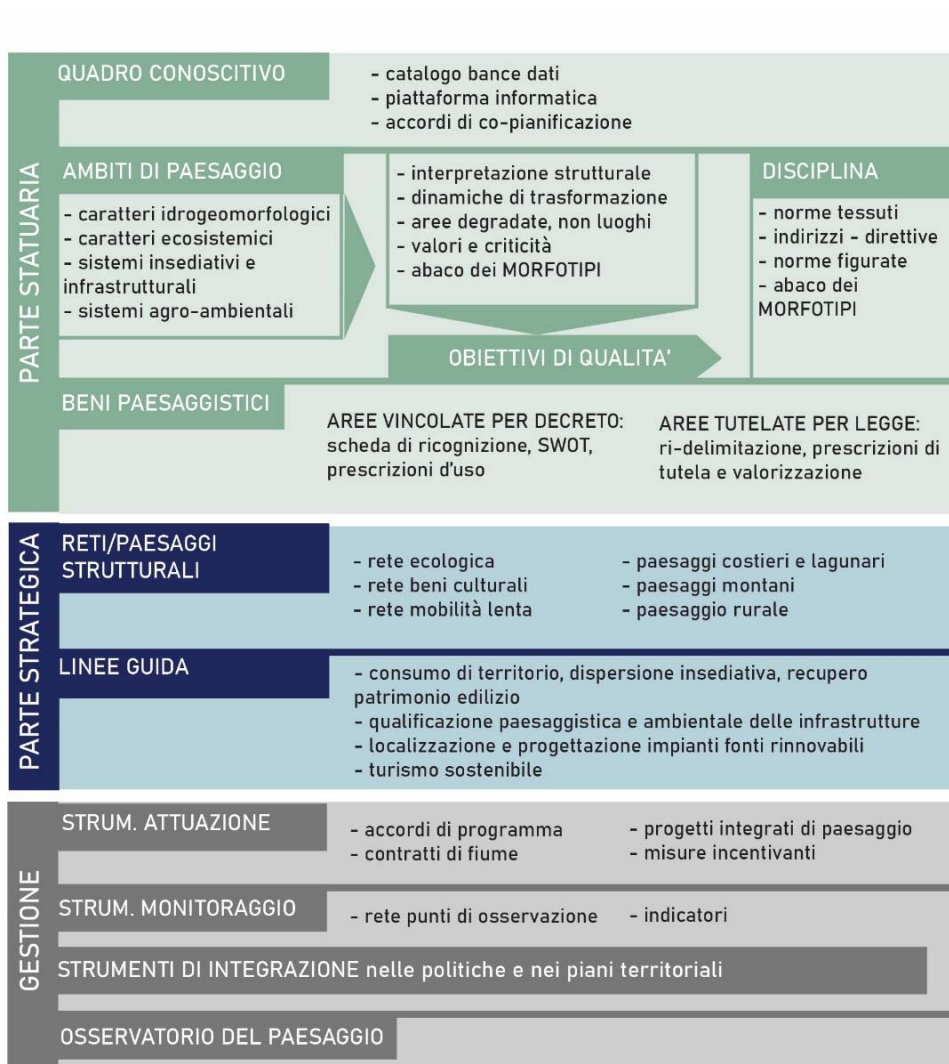 PARTE STATUARIA
QUADRO CONOSCITIVO
- catalogo bance dati
- piattaforma informatica
- accordi di co-pianificazione
AMBITI DI PAESAGGIO
- caratteri idrogeomorfologici
- caratteri ecosistemici
- sistemi insediativi e
infrastrutturali
- sistemi agro-ambientali
- interpretazione strutturale
- dinamiche di trasformazione
- aree degradate, non luoghi
- valori e criticità
- abaco dei MORFOTIPI
DISCIPLINA
- norme tessuti
- indirizzi - direttive
- norme figurate
- abaco dei
MORFOTIPI
OBIETTIVI DI QUALITA'
BENI PAESAGGISTICI
AREE VINCOLATE PER DECRETO:
scheda di ricognizione, SWOT,
prescrizioni d'uso
AREE TUTELATE PER LEGGE:
ri-delimitazione, prescrizioni di
tutela e valorizzazione
PARTE STRATEGICA
RETI/PAESAGGI
STRUTTURALI
- rete ecologica
- rete beni culturali
- rete mobilità lenta
- paesaggi costieri e lagunari
- paesaggi montani
- paesaggio rurale
LINEE GUIDA
- consumo di territorio, dispersione insediativa, recupero
patrimonio edilizio
- qualificazione paesaggistica e ambientale delle infrastrutture
- localizzazione e progettazione impianti fonti rinnovabili
- turismo sostenibile
GESTIONE
STRUM. ATTUAZIONE
- accordi di programma
- contratti di fiume
- progetti integrati di paesaggio
- misure incentivanti
STRUM. MONITORAGGIO
- rete punti di osservazione
- indicatori
STRUMENTI DI INTEGRAZIONE nelle politiche e nei piani territoriali
OSSERVATORIO DEL PAESAGGIO